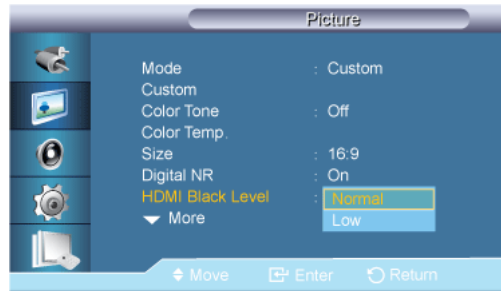 Picture
Mode : Custom
Custom
Color Tone : Off
Color Temp.
Size : 16:9
Digital NR : On
HDMI Black Level : Normal
Low
More
Move Enter Return